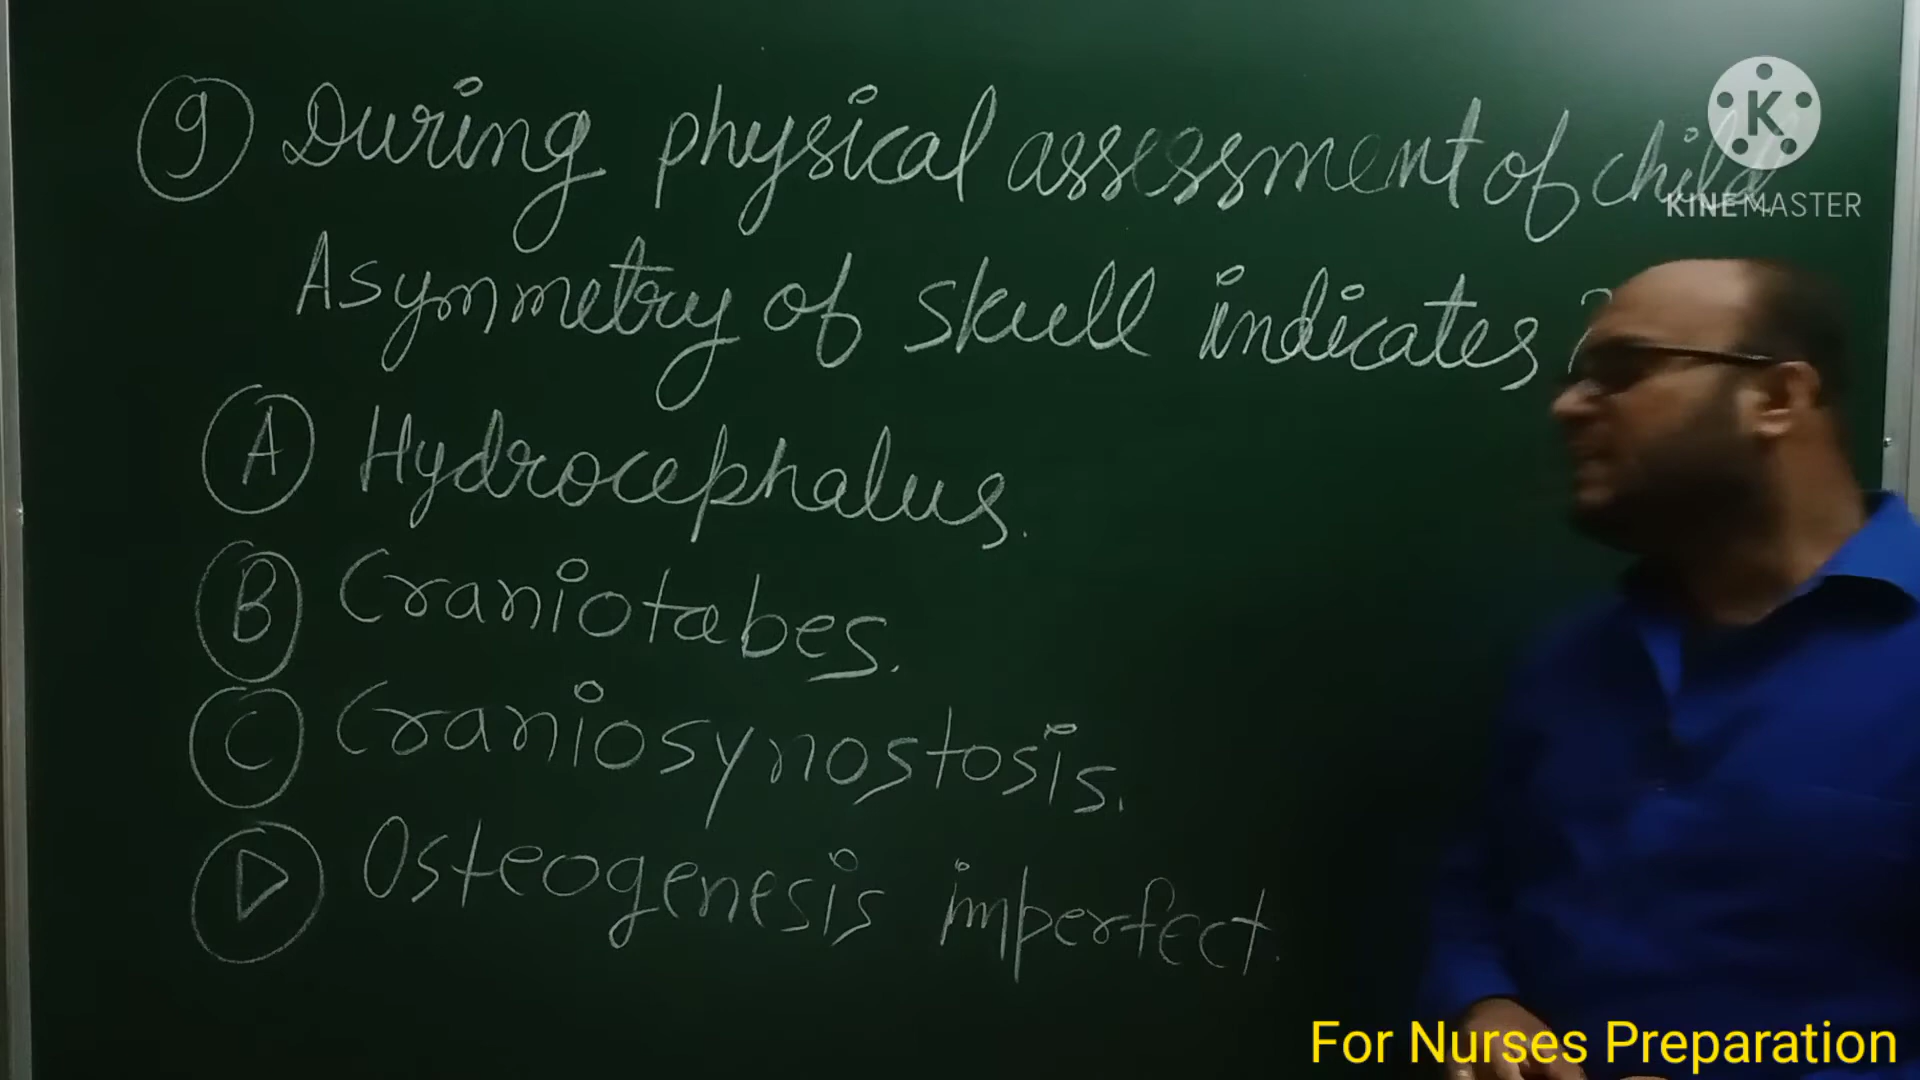 9 During physical assessment of child
Asymmetry of skull indicates ?
A Hydrocephalus.
B Craniotabes.
C Craniosynostosis.
D Osteogenesis imperfect.
K
KINEMASTER
For Nurses Preparation